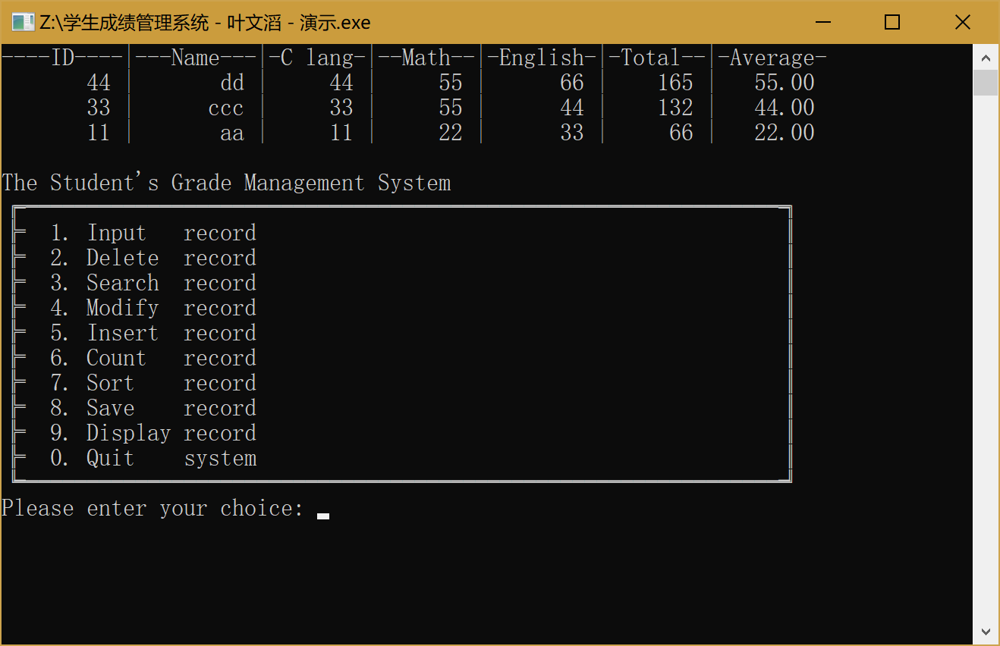 Z:\学生成绩管理系统 - 叶文滔 - 演示.exe
----ID----|---Name---|-C lang-|--Math--|-English-|-Total--|-Average-
44 | dd | 44 | 55 | 66 | 165 | 55.00
33 | ccc | 33 | 55 | 44 | 132 | 44.00
11 | aa | 11 | 22 | 33 | 66 | 22.00
The Student's Grade Management System
1. Input record
2. Delete record
3. Search record
4. Modify record
5. Insert record
6. Count record
7. Sort record
8. Save record
9. Display record
0. Quit system
Please enter your choice: